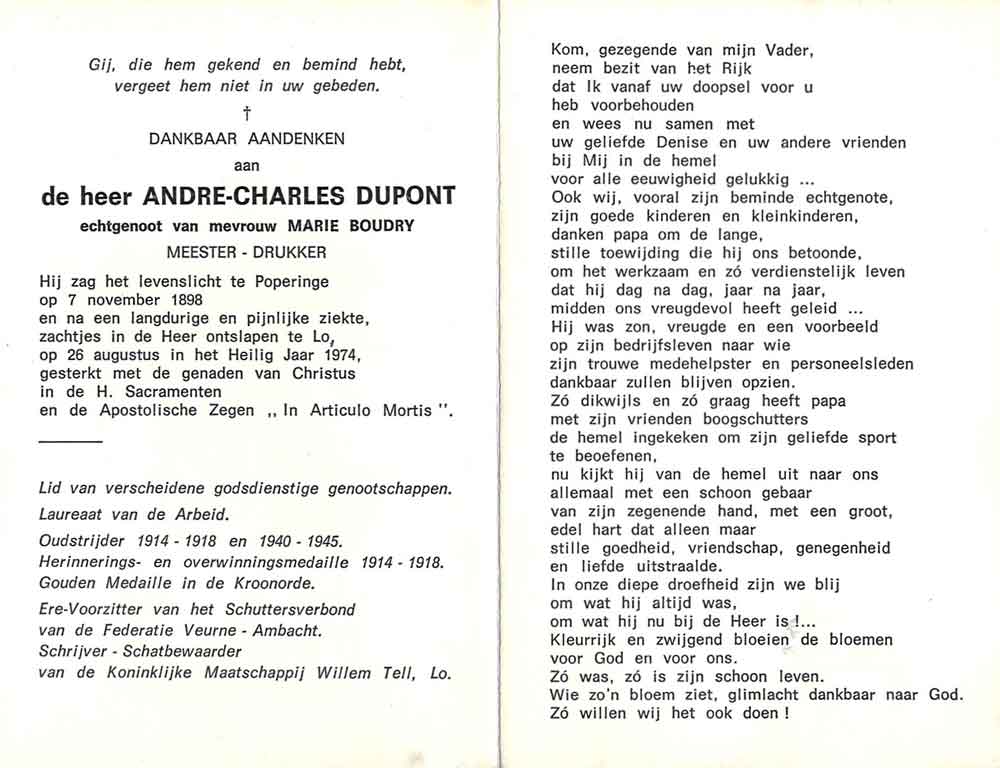 Gij, die hem gekend en bemind hebt,
vergeet hem niet in uw gebeden.
†
DANKBAAR AANDENKEN
aan
de heer ANDRE-CHARLES DUPONT
echtgenoot van mevrouw MARIE BOUDRY
MEESTER - DRUKKER
Hij zag het levenslicht te Poperinge
op 7 november 1898
en na een langdurige en pijnlijke ziekte,
zachtjes in de Heer ontslapen te Lo,
op 26 augustus in het Heilig Jaar 1974,
gesterkt met de genaden van Christus
in de H. Sacramenten
en de Apostolische Zegen „ In Articulo Mortis ”.
Lid van verscheidene godsdienstige genootschappen.
Laureaat van de Arbeid.
Oudstrijder 1914 - 1918 en 1940 - 1945.
Herinnerings- en overwinningsmedaille 1914 - 1918.
Gouden Medaille in de Kroonorde.
Ere-Voorzitter van het Schuttersverbond
van de Federatie Veurne - Ambacht.
Schrijver - Schatbewaarder
van de Koninklijke Maatschappij Willem Tell, Lo.
Kom, gezegende van mijn Vader,
neem bezit van het Rijk
dat Ik vanaf uw doopsel voor u
heb voorbehouden
en wees nu samen met
uw geliefde Denise en uw andere vrienden
bij Mij in de hemel
voor alle eeuwigheid gelukkig ...
Ook wij, vooral zijn beminde echtgenote,
zijn goede kinderen en kleinkinderen,
danken papa om de lange,
stille toewijding die hij ons betoonde,
om het werkzaam en zó verdienstelijk leven
dat hij dag na dag, jaar na jaar,
midden ons vreugdevol heeft geleid ...
Hij was zon, vreugde en een voorbeeld
op zijn bedrijfsleven naar wie
zijn trouwe medehelpster en personeelsleden
dankbaar zullen blijven opzien.
Zó dikwijls en zó graag heeft papa
met zijn vrienden boogschutters
de hemel ingekeken om zijn geliefde sport
te beoefenen,
nu kijkt hij van de hemel uit naar ons
allemaal met een schoon gebaar
van zijn zegenende hand, met een groot,
edel hart dat alleen maar
stille goedheid, vriendschap, genegenheid
en liefde uitstraalde.
In onze diepe droefheid zijn we blij
om wat hij altijd was,
om wat hij nu bij de Heer is !...
Kleurrijk en zwijgend bloeien de bloemen
voor God en voor ons.
Zó was, zó is zijn schoon leven.
Wie zo'n bloem ziet, glimlacht dankbaar naar God.
Zó willen wij het ook doen !